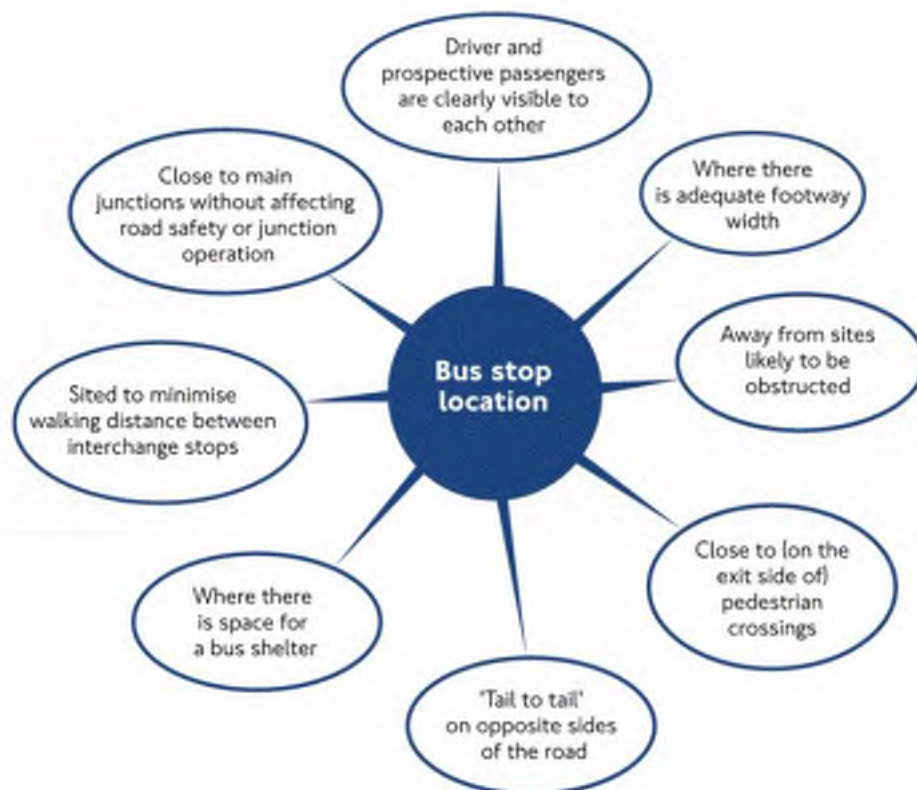 Driver and
prospective passengers
are clearly visible to
each other
Where there
is adequate footway
width
Away from sites
likely to be
obstructed
Close to (on the
exit side of)
pedestrian
crossings
'Tail to tail'
on opposite sides
of the road
Where there
is space for
a bus shelter
Sited to minimise
walking distance between
interchange stops
Close to main
junctions without affecting
road safety or junction
operation
Bus stop
location